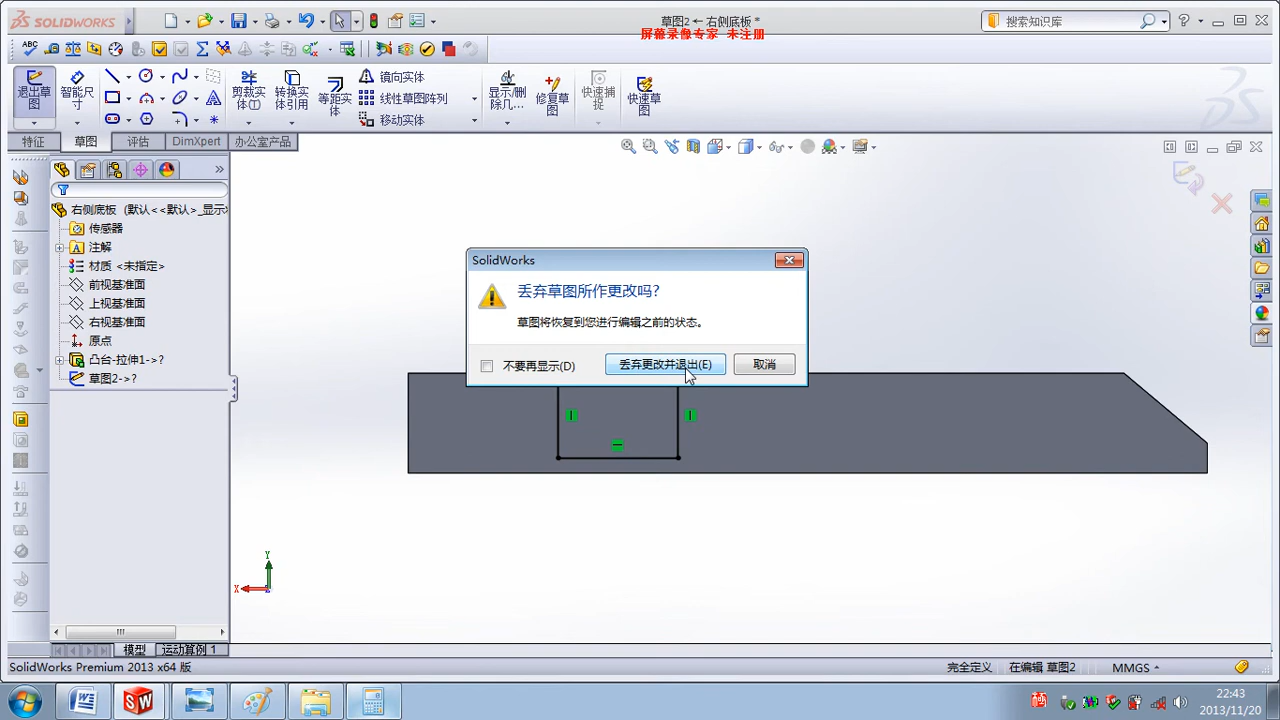 SOLIDWORKS
草图2 ← 右侧底板 *
搜索知识库
屏幕录像专家 未注册
退出草图
智能尺寸
剪裁实体(T)
转换实体引用
等距实体
镜向实体
线性草图阵列
移动实体
显示/删除几...
修复草图
快速捕捉
快速草图
特征
草图
评估
DimXpert
办公室产品
右侧底板 (默认<<默认>_显示
传感器
注解
材质 <未指定>
前视基准面
上视基准面
右视基准面
原点
凸台-拉伸1->?
草图2->?
SolidWorks
丢弃草图所作更改吗?
草图将恢复到您进行编辑之前的状态。
不要再显示(D)
丢弃更改并退出(E)
取消
Y
X
模型
运动算例 1
SolidWorks Premium 2013 x64 版
完全定义
在编辑 草图2
MMGS
22:43
2013/11/20